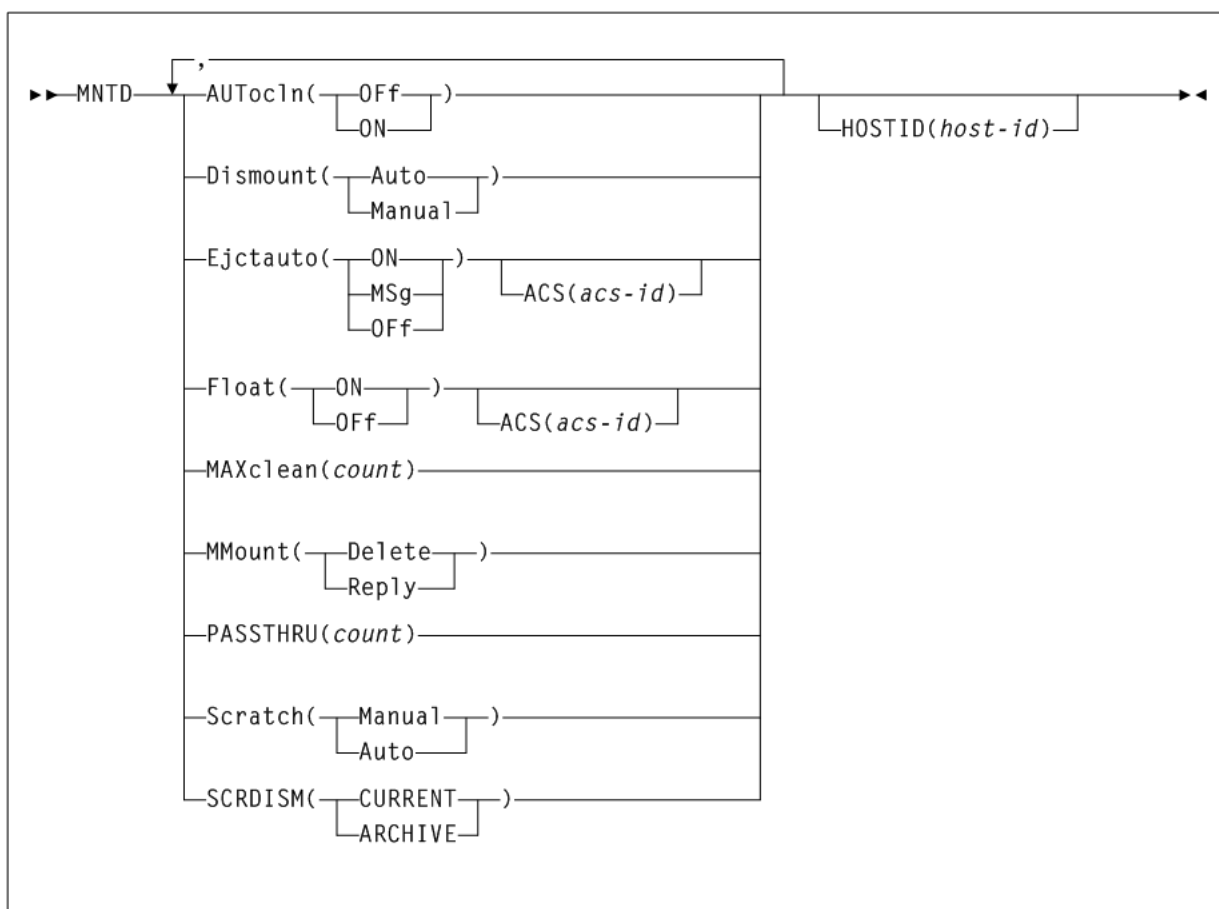 ,
MNTD AUTocln( OFf )
ON
HOSTID(host-id)
Dismount( Auto )
Manual
Ejctauto( ON )
MSg
OFf
ACS(acs-id)
Float( ON )
OFf
ACS(acs-id)
MAXclean(count)
MMount( Delete )
Reply
PASSTHRU(count)
Scratch( Manual )
Auto
SCRDISM( CURRENT )
ARCHIVE